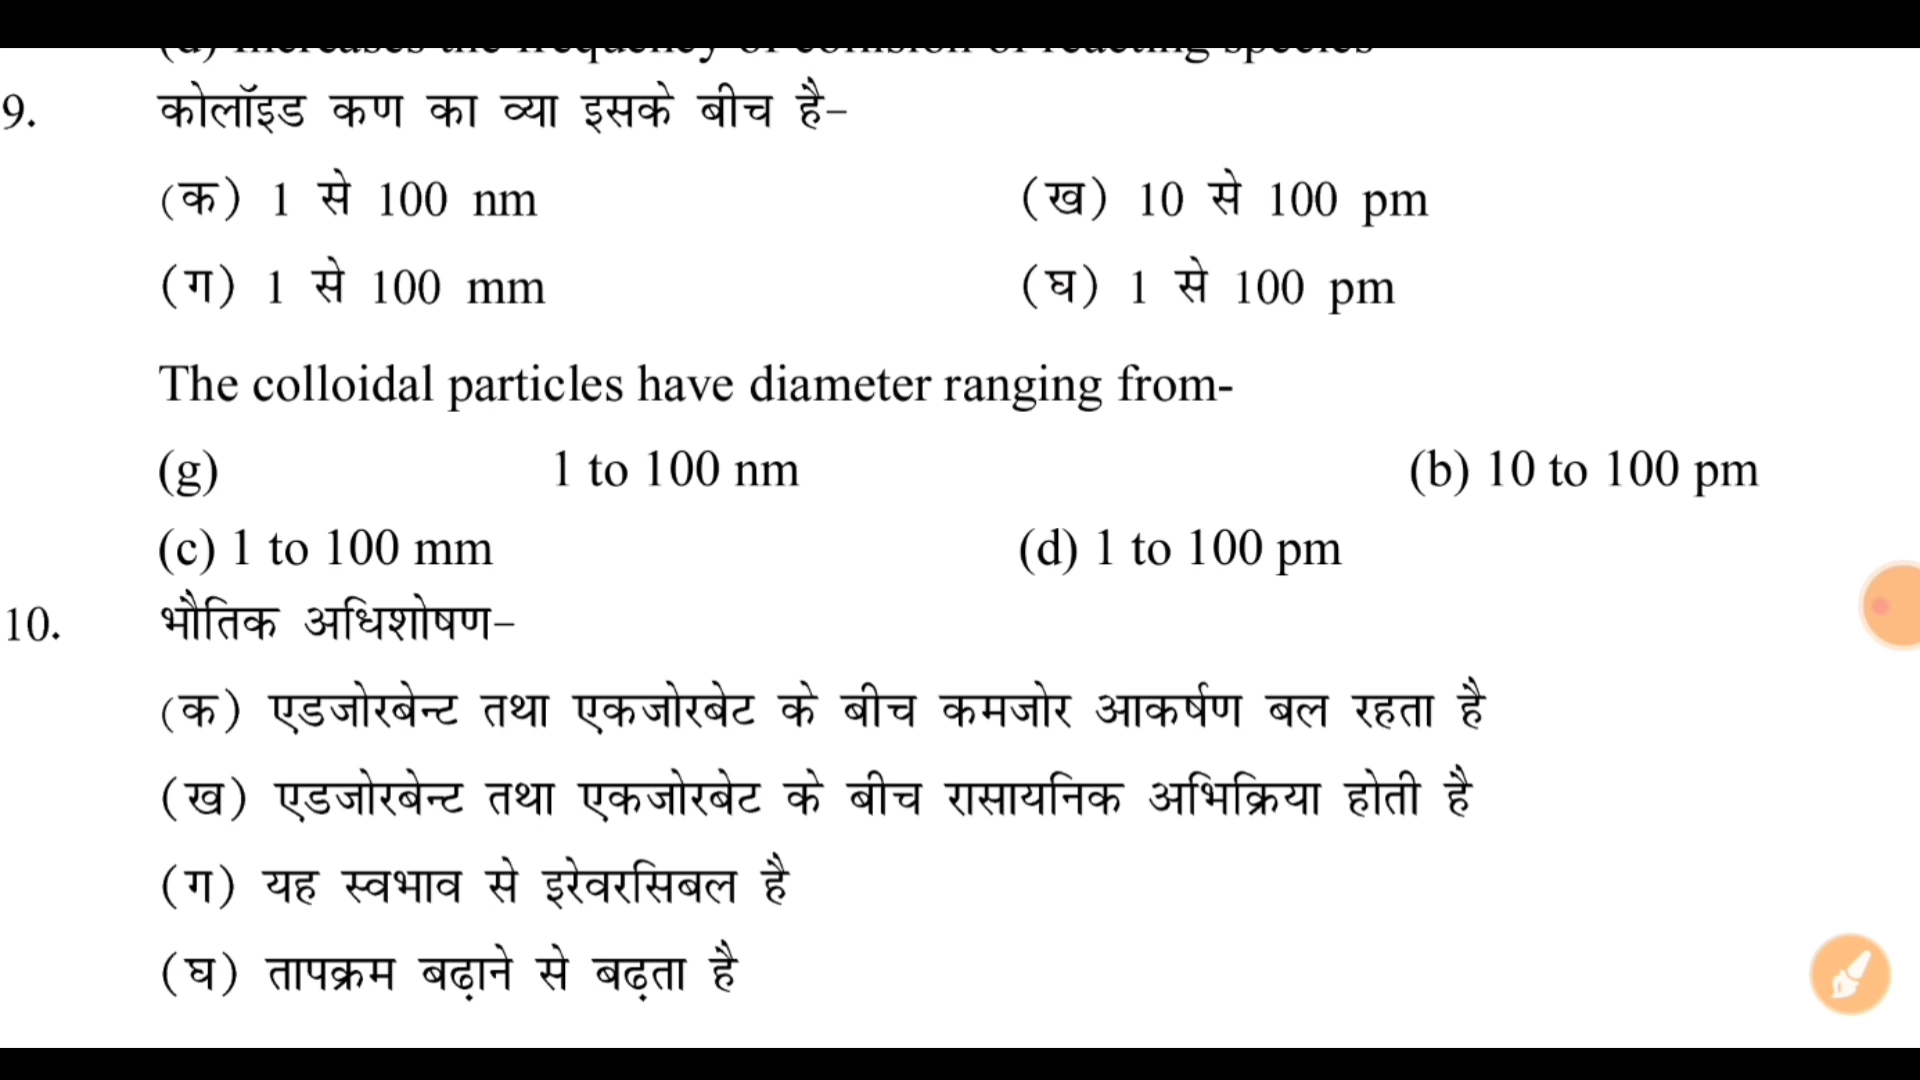 9. कोलॉइड कण का व्या इसके बीच है-
(क) 1 से 100 nm (ख) 10 से 100 pm
(ग) 1 से 100 mm (घ) 1 से 100 pm
The colloidal particles have diameter ranging from-
(g) 1 to 100 nm (b) 10 to 100 pm
(c) 1 to 100 mm (d) 1 to 100 pm
10. भौतिक अधिशोषण-
(क) एडजोरबेन्ट तथा एकजोरबेट के बीच कमजोर आकर्षण बल रहता है
(ख) एडजोरबेन्ट तथा एकजोरबेट के बीच रासायनिक अभिक्रिया होती है
(ग) यह स्वभाव से इरेवरसिबल है
(घ) तापक्रम बढ़ाने से बढ़ता है